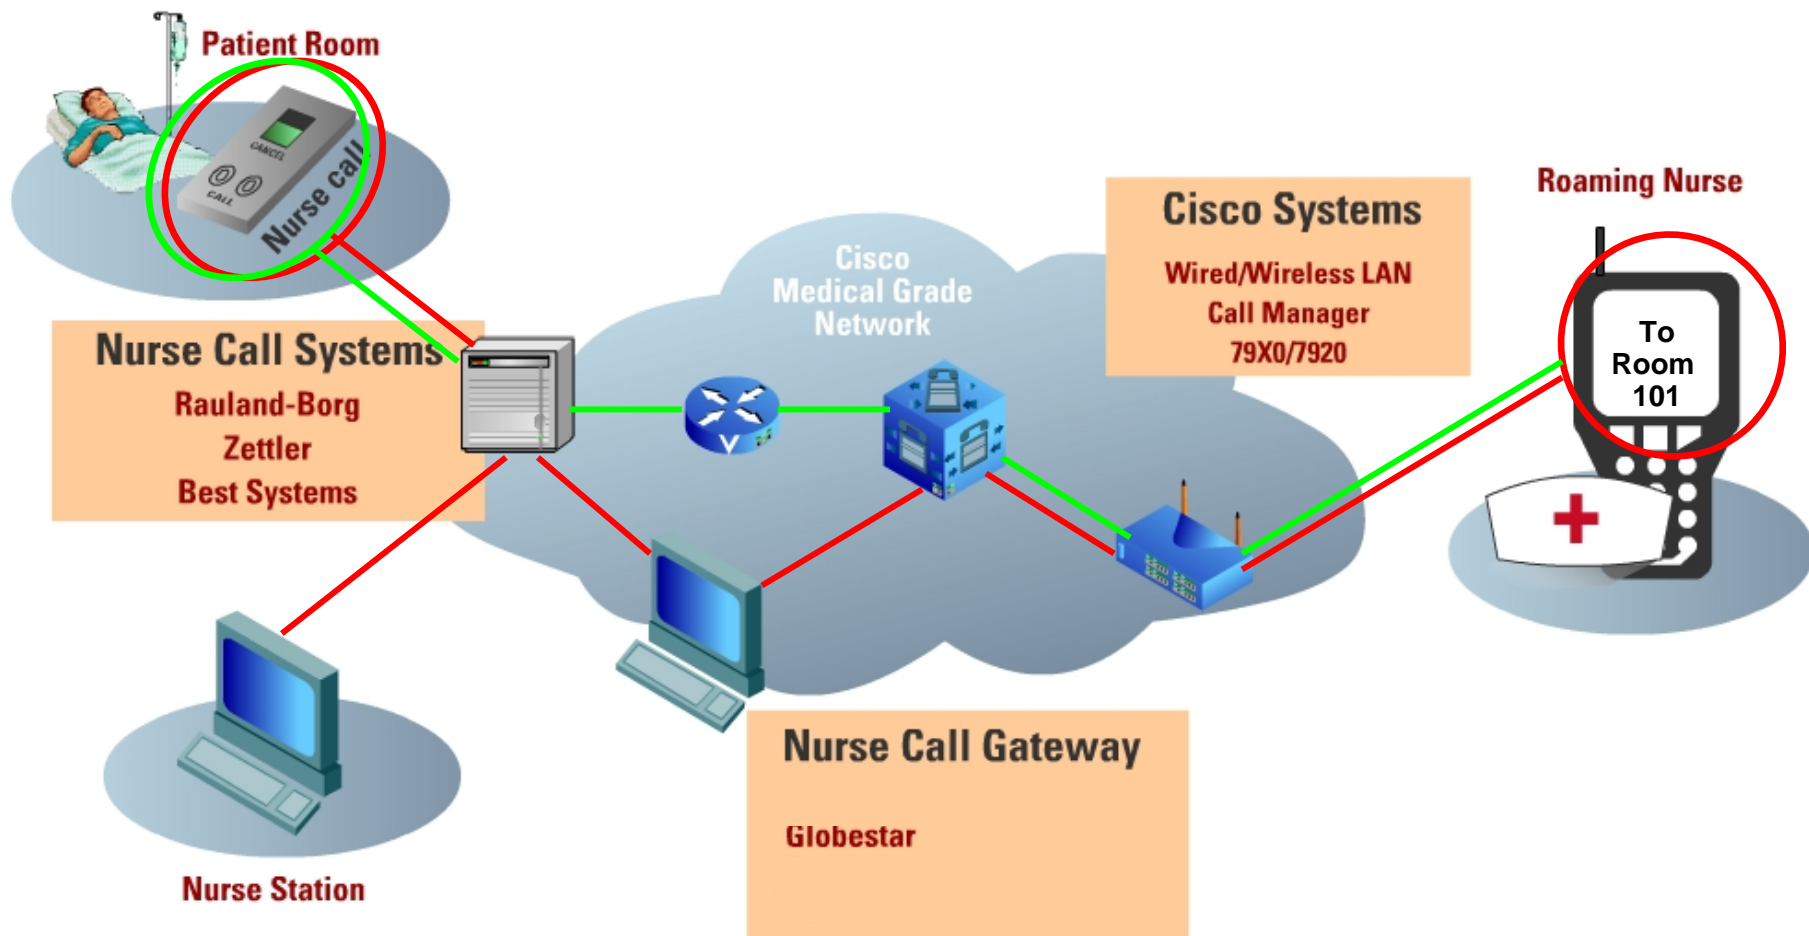 Patient Room
CANCEL
CALL
Nurse call
Roaming Nurse
Cisco Systems
Wired/Wireless LAN
Call Manager
79X0/7920
Cisco
Medical Grade
Network
To
Room
101
Nurse Call Systems
Rauland-Borg
Zettler
Best Systems
V
Nurse Call Gateway
Globestar
Nurse Station